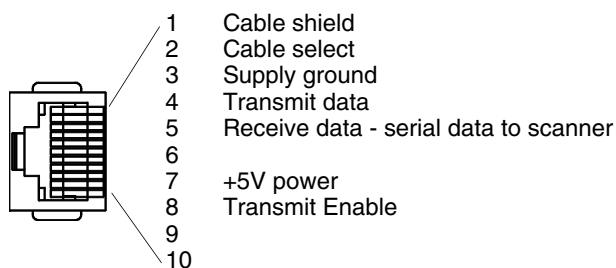 1 Cable shield
2 Cable select
3 Supply ground
4 Transmit data
5 Receive data - serial data to scanner
6
7 +5V power
8 Transmit Enable
9
10